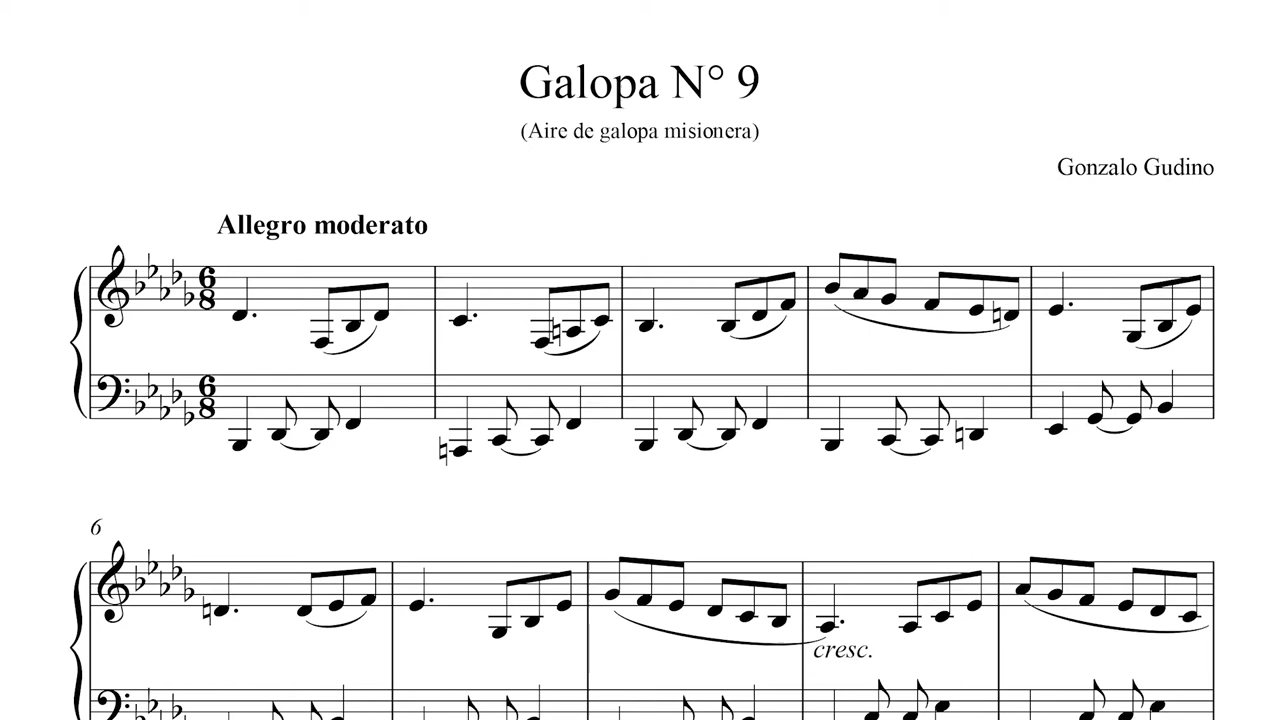 Galopa N° 9
(Aire de galopa misionera)
Gonzalo Gudino
Allegro moderato
6
8
6
8
6
cresc.